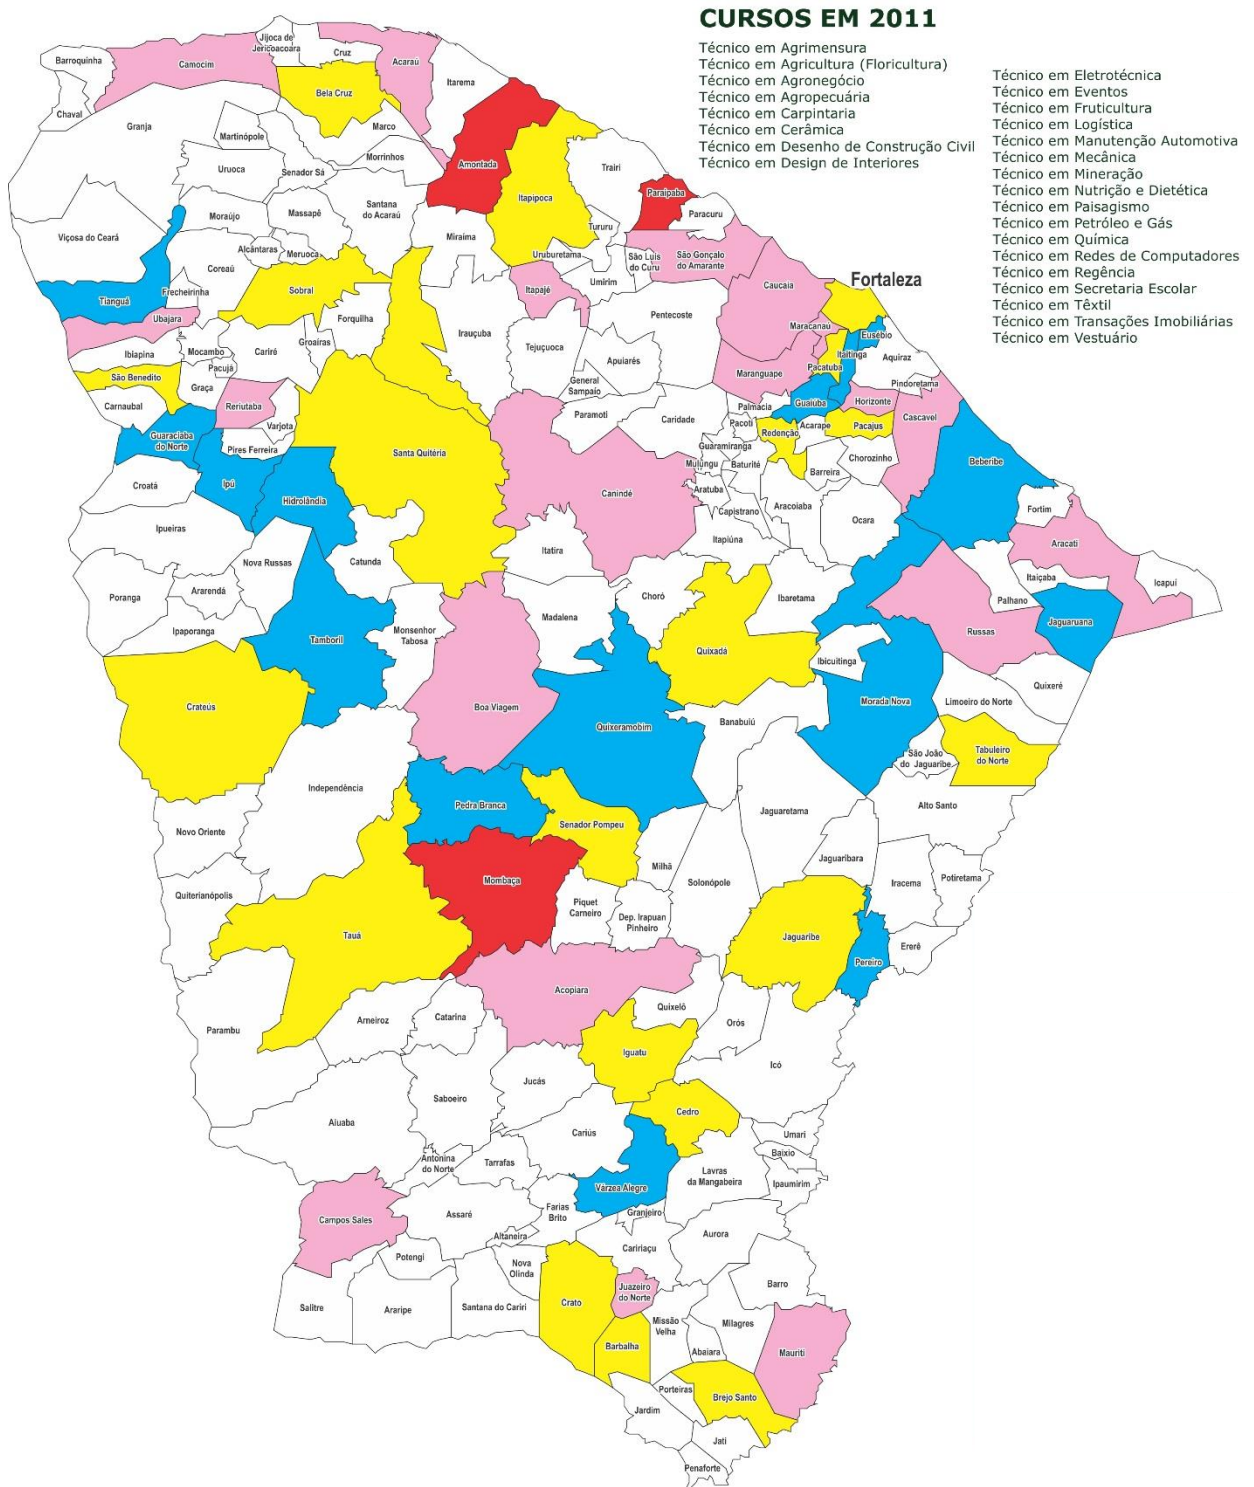 CURSOS EM 2011
Técnico em Agrimensura
Técnico em Agricultura (Floricultura)
Técnico em Agronegócio
Técnico em Agropecuária
Técnico em Carpintaria
Técnico em Cerâmica
Técnico em Desenho de Construção Civil
Técnico em Design de Interiores
Técnico em Eletrotécnica
Técnico em Eventos
Técnico em Fruticultura
Técnico em Logística
Técnico em Manutenção Automotiva
Técnico em Mecânica
Técnico em Mineração
Técnico em Nutrição e Dietética
Técnico em Paisagismo
Técnico em Petróleo e Gás
Técnico em Química
Técnico em Redes de Computadores
Técnico em Regência
Técnico em Secretaria Escolar
Técnico em Têxtil
Técnico em Transações Imobiliárias
Técnico em Vestuário
Jijoca de
Jericoacoara
Cruz
Barroquinha
Camocim
Acaraú
Itarema
Bela Cruz
Chaval
Granja
Martinópole
Marco
Morrinhos
Amontada
Trairi
Uruoca
Senador Sá
Itapipoca
Paraipaba
Paracuru
Santana
do Acaraú
Moraújo
Massapê
Tururu
Viçosa do Ceará
Miraíma
Alcântaras
Meruoca
Uruburetama
São Luis
do Curu
São Gonçalo
do Amarante
Coreaú
Fortaleza
Tianguá
Frecheirinha
Sobral
Itapajé
Umirim
Caucaia
Ubajara
Forquilha
Irauçuba
Pentecoste
Maracanaú
Eusébio
Ibiapina
Mocambo
Cariré
Groaíras
Tejuçuoca
Apuiarés
Itaitinga
Aquiraz
Pacujá
Maranguape
Pacatuba
São Benedito
General
Sampaio
Pindoretama
Graça
Carnaubal
Reriutaba
Palmacia
Guaiúba
Horizonte
Cascavel
Varjota
Paramoti
Caridade
Pacoti
Redenção
Acarape
Pacajus
Guaraciaba
do Norte
Pires Ferreira
Santa Quitéria
Guaramiranga
Chorozinho
Mulungu
Baturité
Barreira
Beberibe
Croatá
Ipú
Hidrolândia
Canindé
Aratuba
Capistrano
Aracoiaba
Fortim
Ipueiras
Ocara
Itapiúna
Aracati
Itatira
Nova Russas
Catunda
Itaiçaba
Icapuí
Poranga
Ararendá
Choró
Ibaretama
Palhano
Madalena
Jaguaruana
Ipaporanga
Tamboril
Monsenhor
Tabosa
Russas
Quixadá
Ibicuitinga
Quixeré
Crateús
Boa Viagem
Morada Nova
Limoeiro do Norte
Quixeramobim
Banabuiú
São João
do Jaguaribe
Tabuleiro
do Norte
Independência
Pedra Branca
Alto Santo
Jaguaretama
Senador Pompeu
Novo Oriente
Jaguaribara
Milhã
Quiterianópolis
Mombaça
Solonópole
Iracema
Potiretama
Piquet
Carneiro
Dep. Irapuan
Pinheiro
Tauá
Jaguaribe
Ererê
Pereiro
Acopiara
Quixelô
Arneiroz
Catarina
Orós
Parambu
Iguatu
Icó
Jucás
Saboeiro
Cedro
Aiuaba
Cariús
Umari
Baixio
Antonina
do Norte
Tarrafas
Lavras
da Mangabeira
Ipaumirim
Várzea Alegre
Farias
Brito
Granjeiro
Campos Sales
Assaré
Altaneira
Aurora
Caririaçu
Potengi
Nova
Olinda
Juazeiro
do Norte
Barro
Salitre
Araripe
Santana do Cariri
Crato
Missão
Velha
Milagres
Barbalha
Abaiara
Mauriti
Porteiras
Brejo Santo
Jardim
Jati
Penaforte